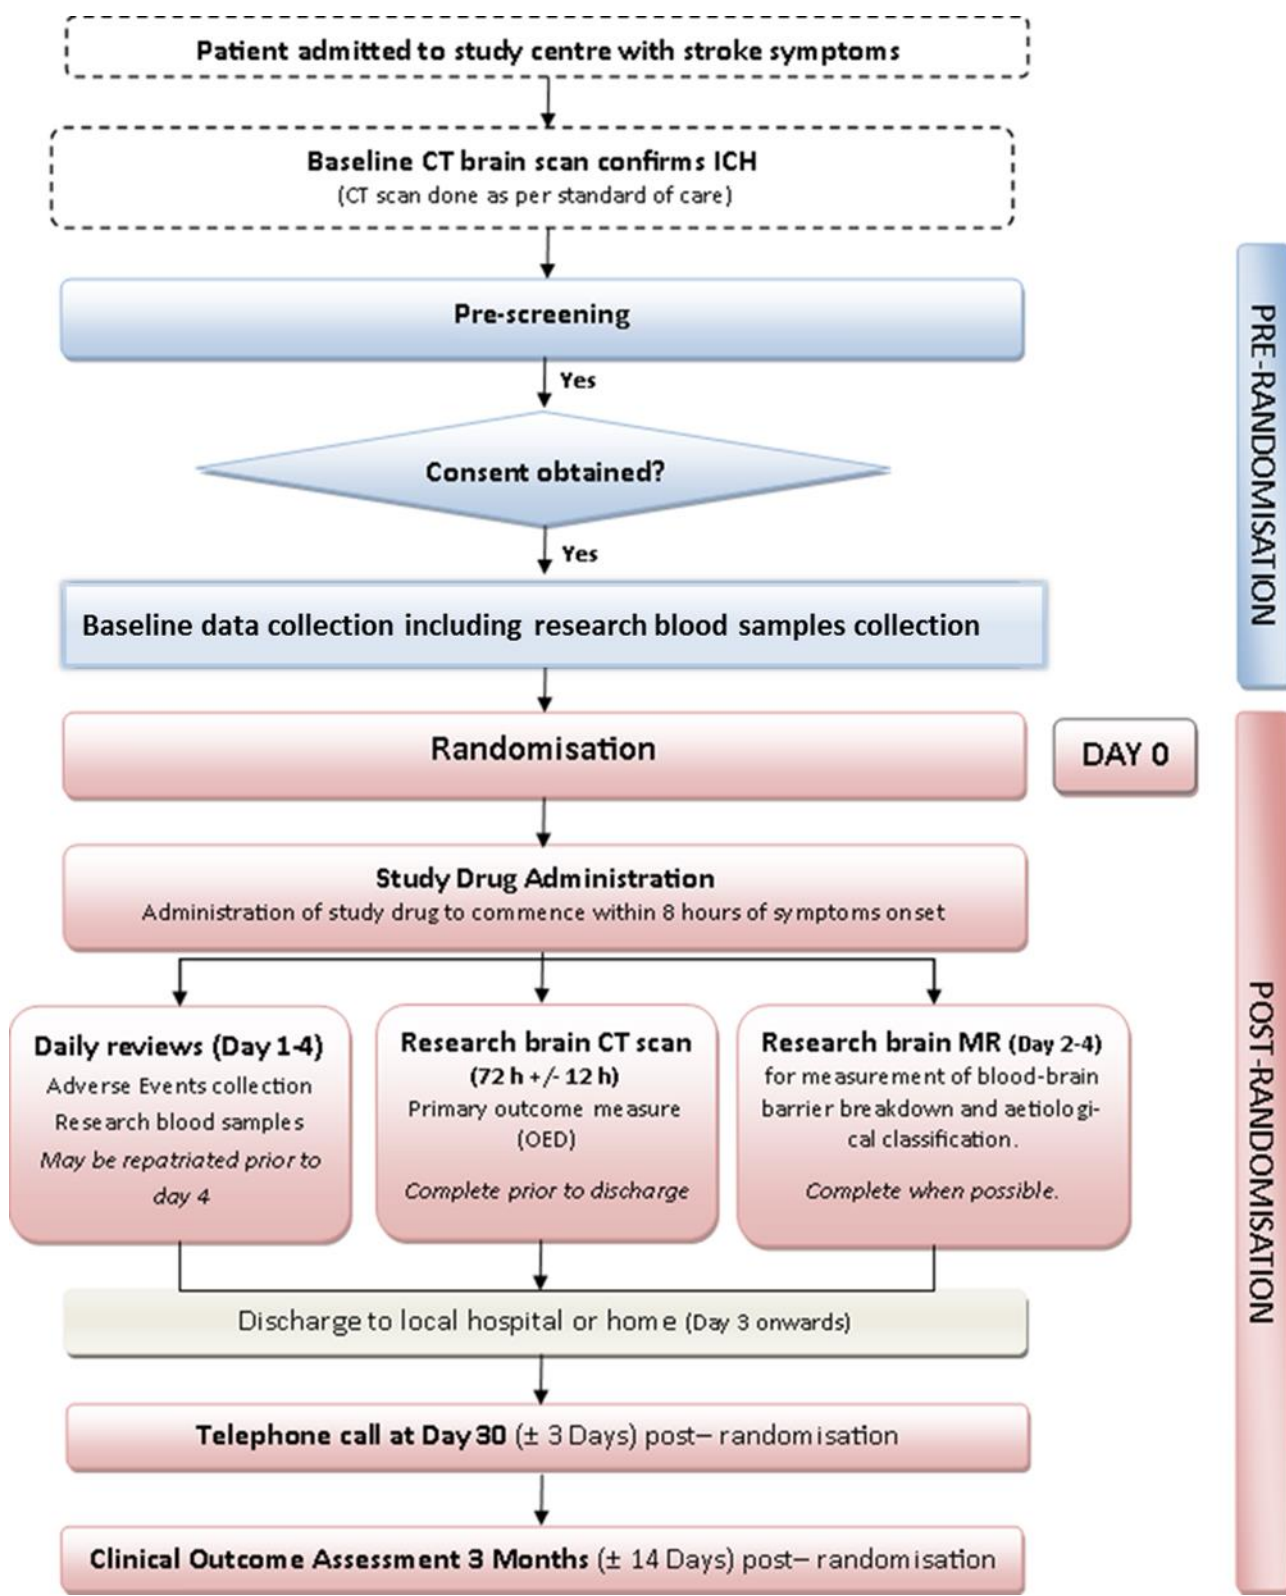 Patient admitted to study centre with stroke symptoms
Baseline CT brain scan confirms ICH
(CT scan done as per standard of care)
Pre-screening
Yes
Consent obtained?
Yes
Baseline data collection including research blood samples collection
PRE-RANDOMISATION
Randomisation
DAY 0
Study Drug Administration
Administration of study drug to commence within 8 hours of symptoms onset
Daily reviews (Day 1-4)
Adverse Events collection
Research blood samples
May be repatriated prior to
day 4
Research brain CT scan
(72 h +/- 12 h)
Primary outcome measure
(OED)
Complete prior to discharge
Research brain MR (Day 2-4)
for measurement of blood-brain
barrier breakdown and aetiologi-
cal classification.
Complete when possible.
Discharge to local hospital or home (Day 3 onwards)
Telephone call at Day 30 (± 3 Days) post– randomisation
Clinical Outcome Assessment 3 Months (± 14 Days) post– randomisation
POST-RANDOMISATION